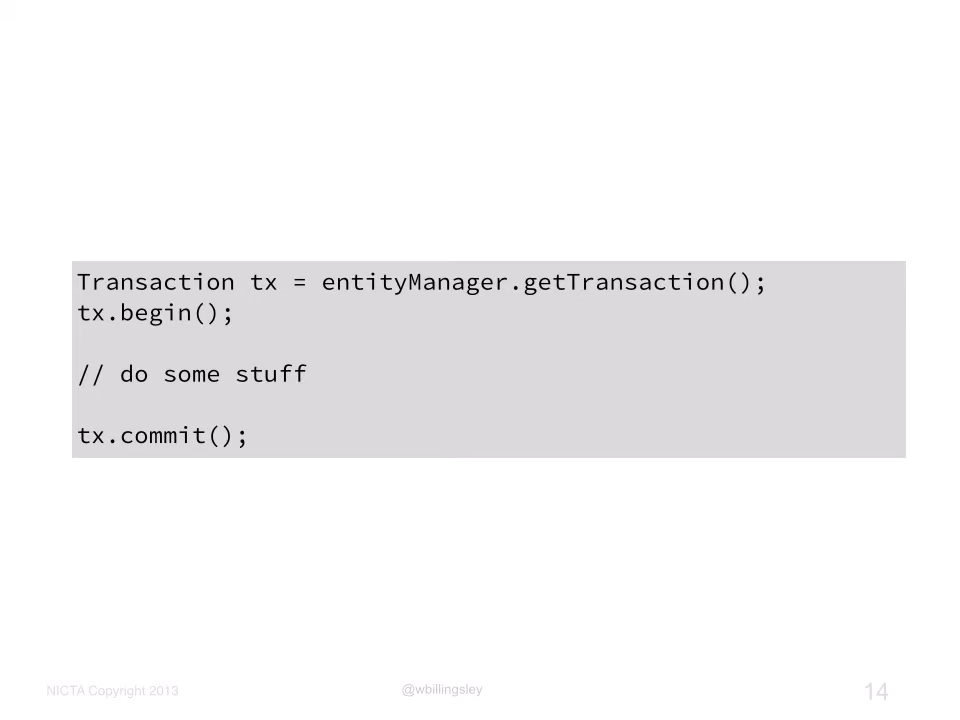 Transaction tx = entityManager.getTransaction();
tx.begin();
// do some stuff
tx.commit();
NICTA Copyright 2013
@wbillingsley
14